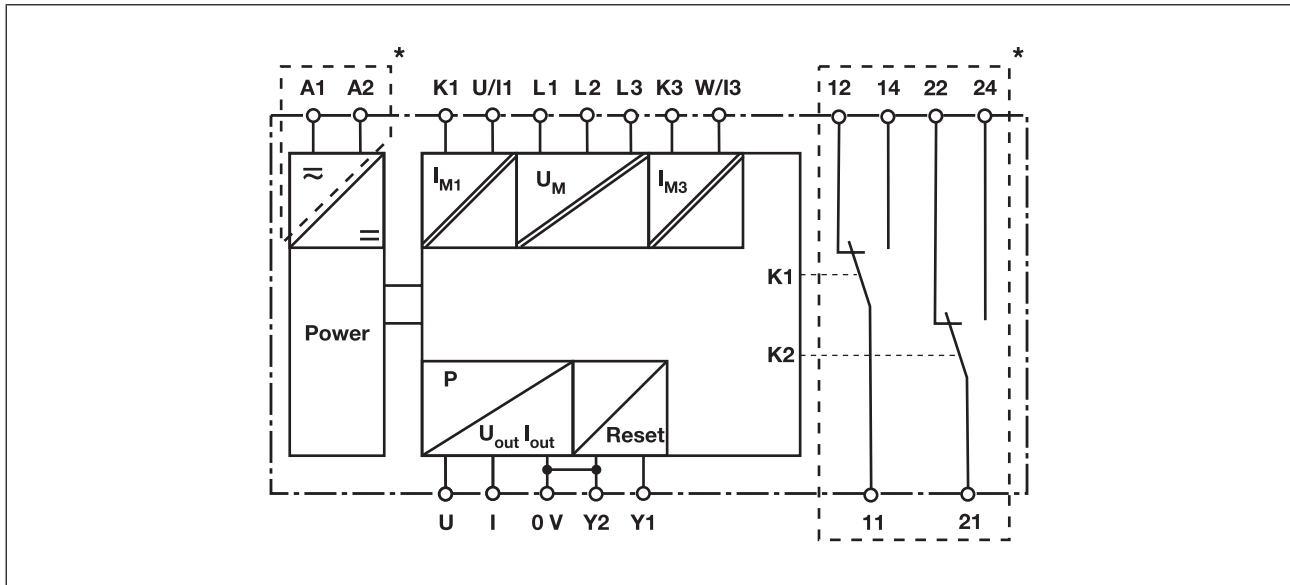 * *
A1 A2 K1 U/I1 L1 L2 L3 K3 W/I3 12 14 22 24
IM1 UM IM3
K1
Power
K2
P
Uout Iout Reset
U I 0 V Y2 Y1 11 21